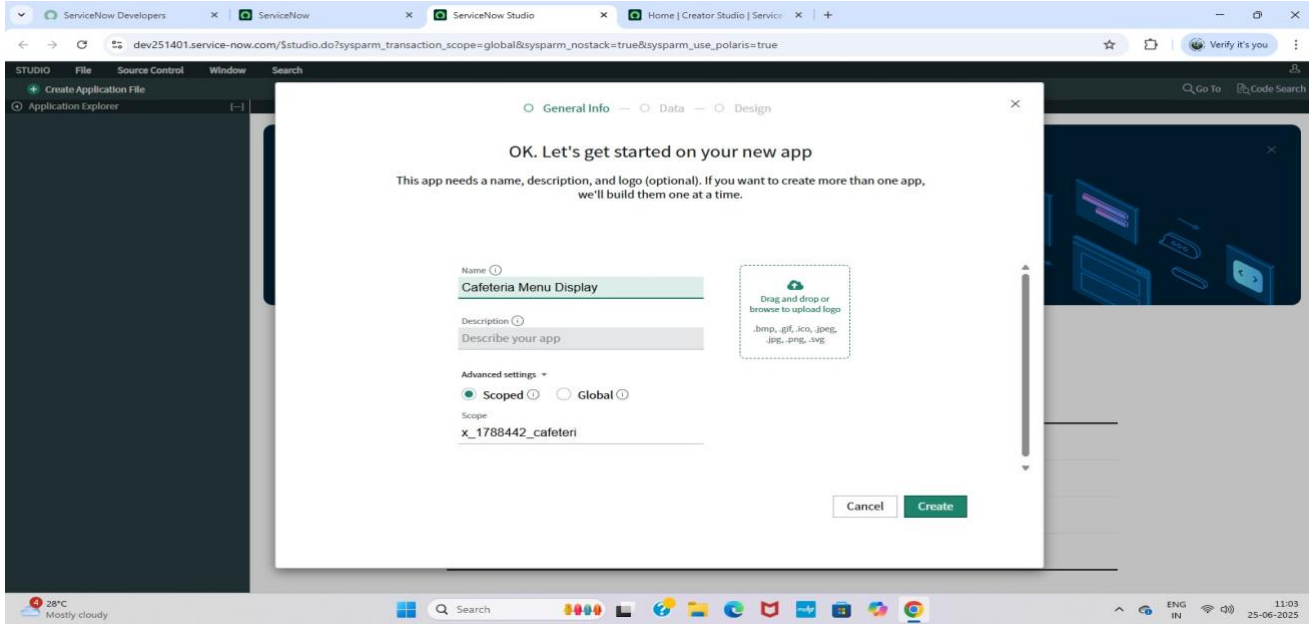 ServiceNow Developers
ServiceNow
ServiceNow Studio
Home | Creator Studio | Service
dev251401.service-now.com/$studio.do?sysparm_transaction_scope=global&sysparm_nostack=true&sysparm_use_polaris=true
Verify it's you
STUDIO File Source Control Window Search
Create Application File
Go To Code Search
Application Explorer
General Info — Data — Design
OK. Let's get started on your new app
This app needs a name, description, and logo (optional). If you want to create more than one app,
we'll build them one at a time.
Name
Cafeteria Menu Display
Description
Describe your app
Drag and drop or
browse to upload logo
.bmp, .gif, .ico, .jpeg,
.jpg, .png, .svg
Advanced settings
Scoped Global
Scope
x_1788442_cafeteri
Cancel Create
4
28°C
Mostly cloudy
Search
ENG
IN
11:03
25-06-2025